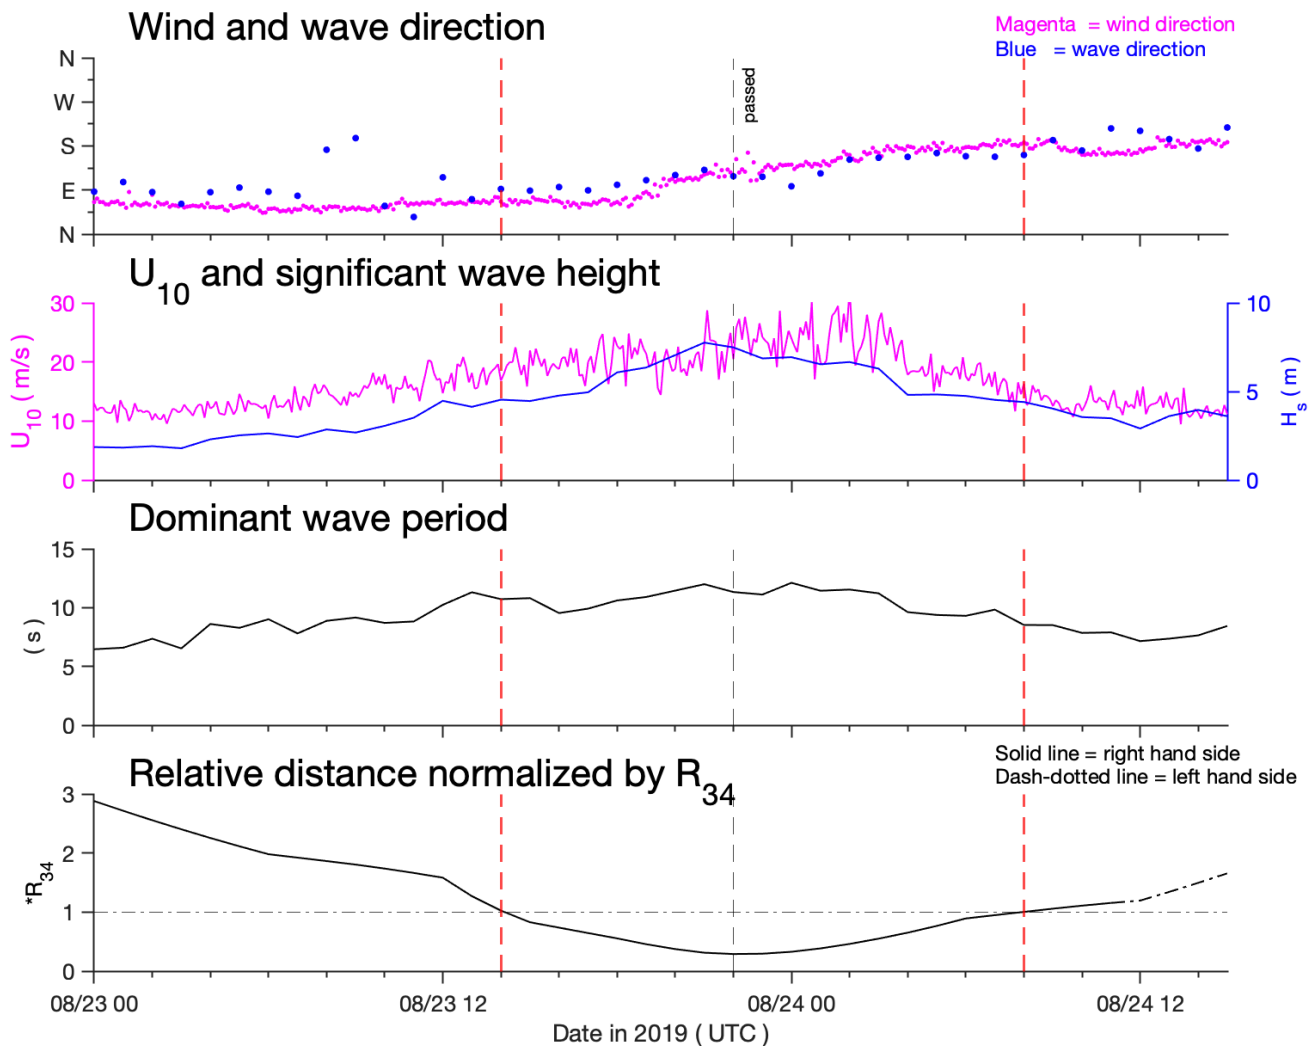 Wind and wave direction
Magenta = wind direction
Blue = wave direction
N
W
S
E
N
passed
U10 and significant wave height
30
20
10
0
U10 ( m/s )
10
5
0
Hs ( m )
Dominant wave period
15
10
5
0
( s )
Relative distance normalized by R34
Solid line = right hand side
Dash-dotted line = left hand side
3
2
1
0
*R34
08/23 00
08/23 12
08/24 00
08/24 12
Date in 2019 ( UTC )